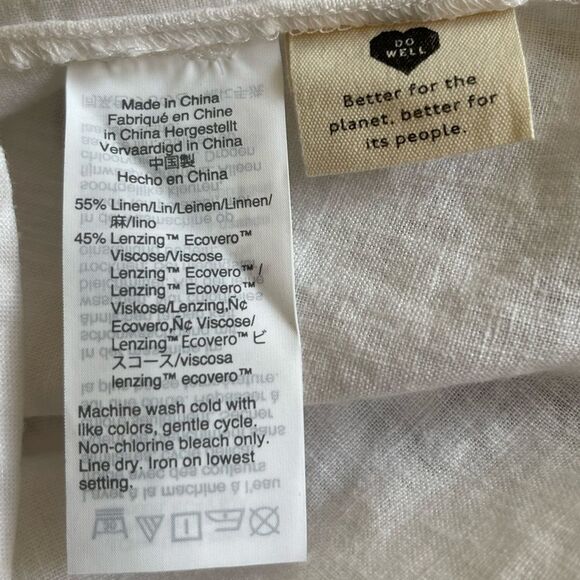 Made in China
Fabriqué en Chine
in China Hergestellt
Vervaardigd in China
中国製
Hecho en China
55% Linen/Lin/Leinen/Linnen/
麻/lino
45% Lenzing™ Ecovero™
Viscose/Viscose
Lenzing™ Ecovero™ /
Lenzing™ Ecovero™
Viskose/Lenzing‚Ñ¢
Ecovero‚Ñ¢ Viscose/
Lenzing™ Ecovero™ ビ
スコース/viscosa
lenzing™ ecovero™
Machine wash cold with
like colors, gentle cycle.
Non-chlorine bleach only.
Line dry. Iron on lowest
setting.
DO
WELL
Better for the
planet, better for
its people.